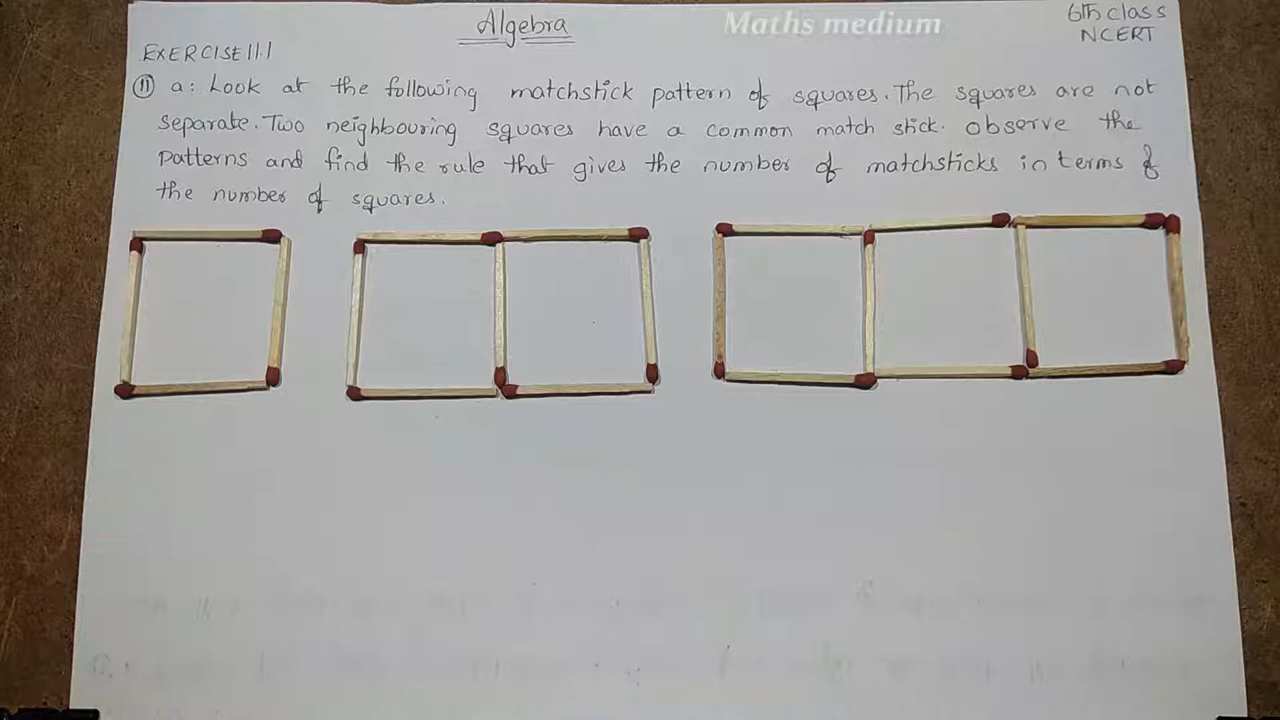 Algebra
Maths medium
6th class
NCERT
EXERCISE 11.1
11 a: Look at the following matchstick pattern of squares. The squares are not
separate. Two neighbouring squares have a common match stick. Observe the
Patterns and find the rule that gives the number of matchsticks in terms of
the number of squares.